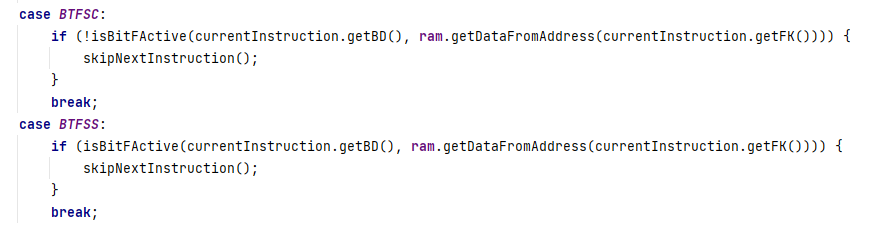 case BTFSC:
    if (!isBitFActive(currentInstruction.getBD(), ram.getDataFromAddress(currentInstruction.getFK()))) {
        skipNextInstruction();
    }
    break;
case BTFSS:
    if (isBitFActive(currentInstruction.getBD(), ram.getDataFromAddress(currentInstruction.getFK()))) {
        skipNextInstruction();
    }
    break;